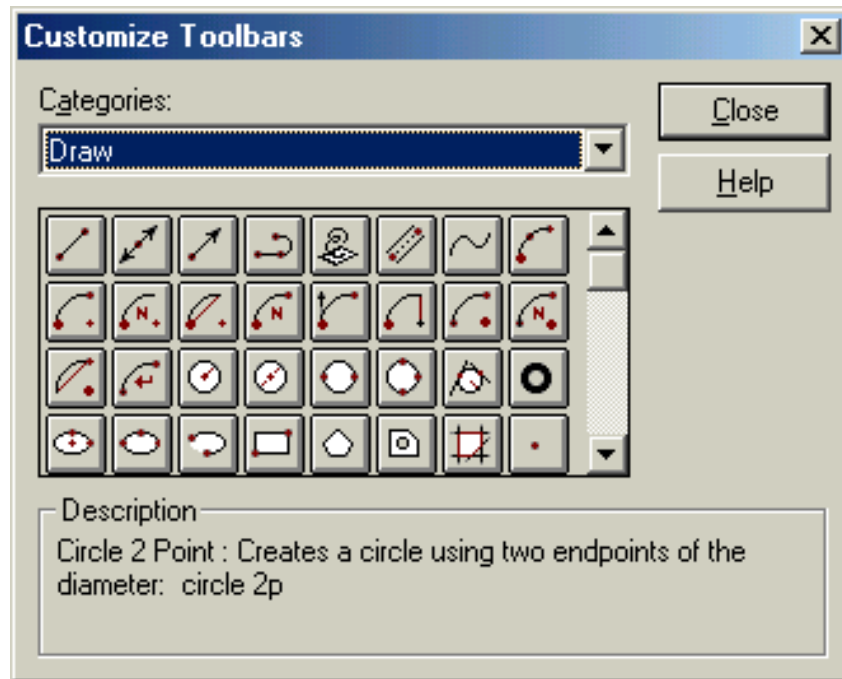 Customize Toolbars
Categories:
Close
Draw
Help
N
N
N
Description
Circle 2 Point : Creates a circle using two endpoints of the
diameter:  circle 2p